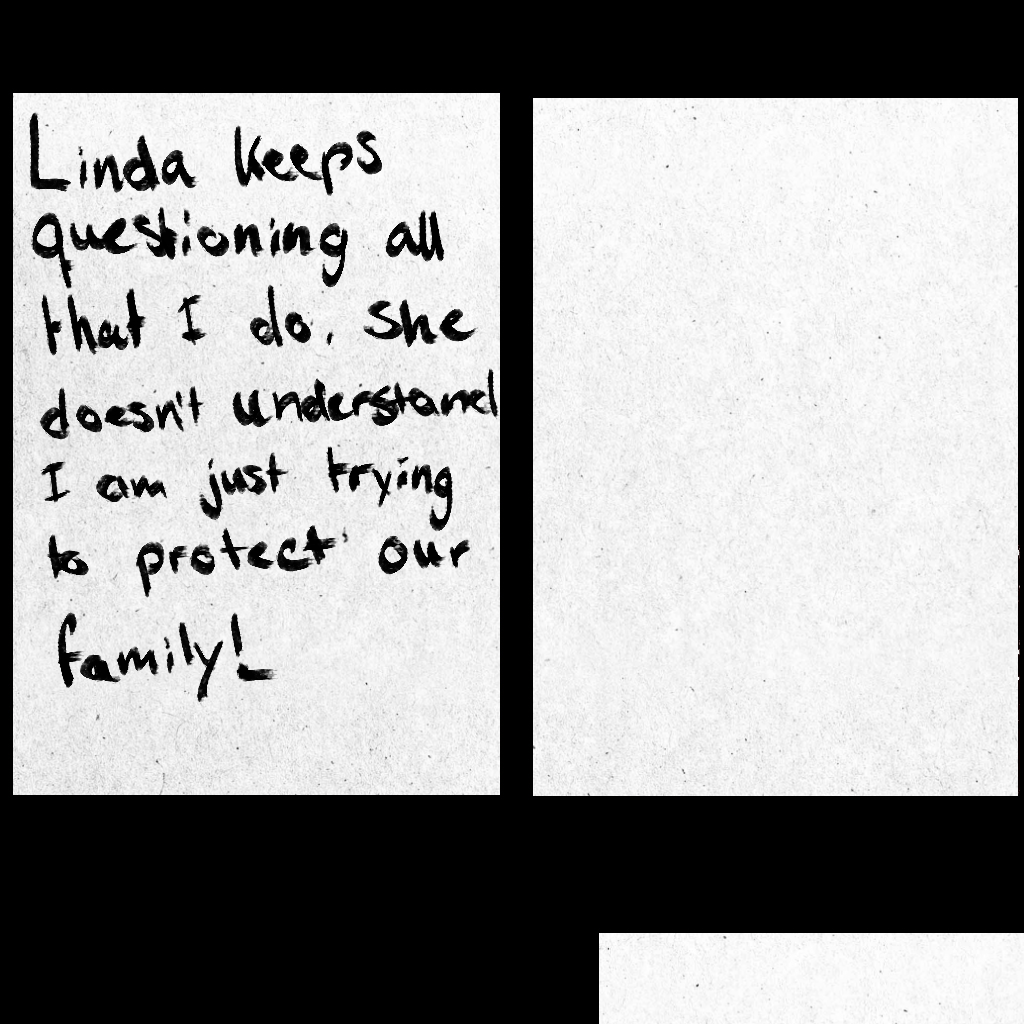 Linda keeps
questioning all
that I do. She
doesn't understand
I am just trying
to protect our
family!